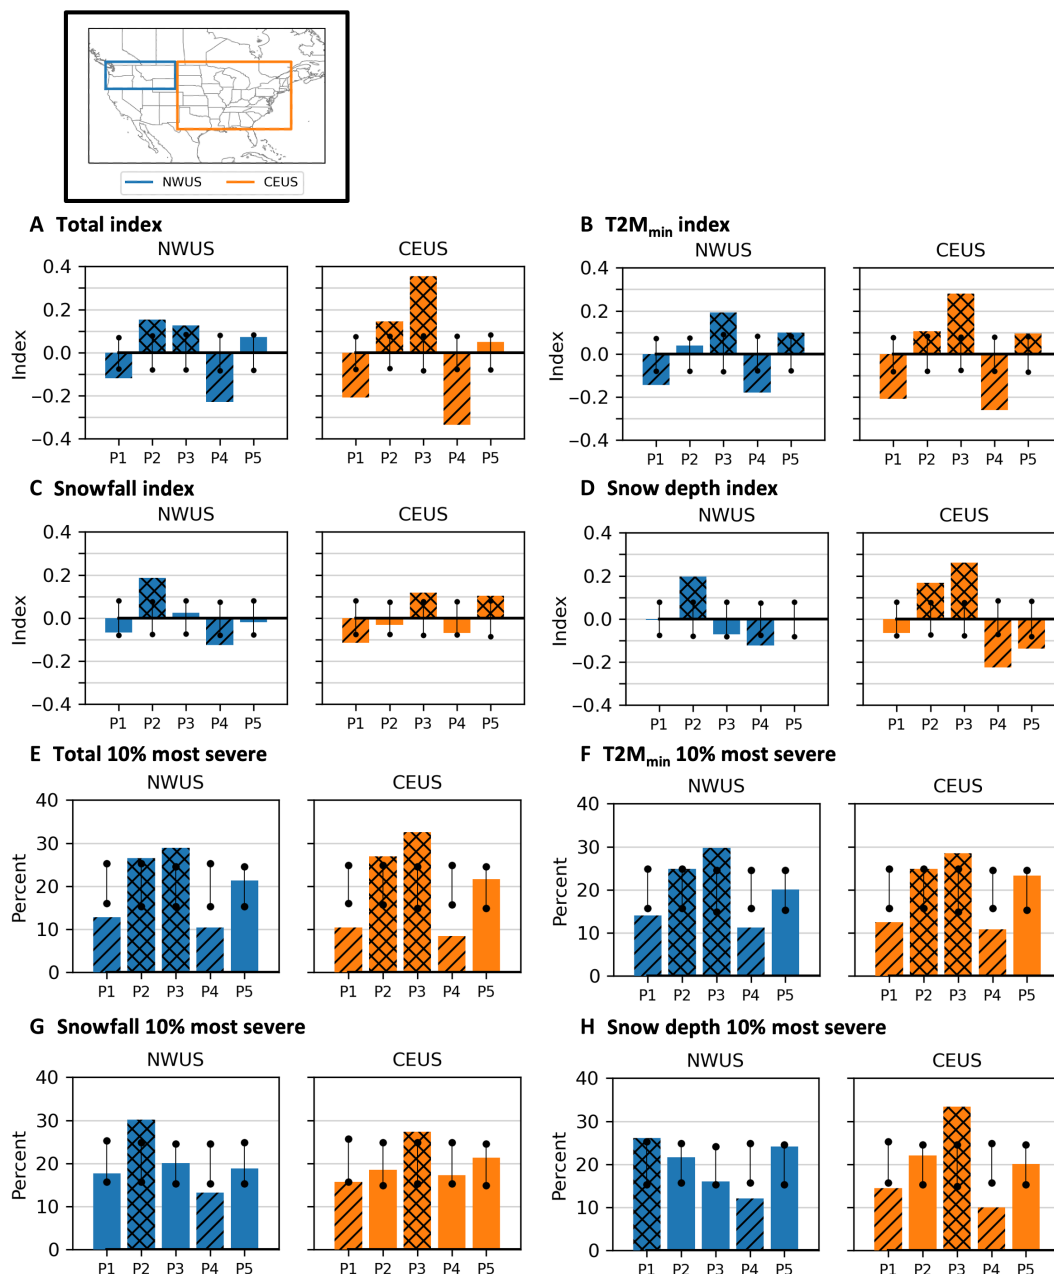 NWUS CEUS
A Total index
B T2Mmin index
NWUS CEUS NWUS CEUS
0.4
0.2
0.0
−0.2
−0.4
Index
P1 P2 P3 P4 P5
P1 P2 P3 P4 P5
0.4
0.2
0.0
−0.2
−0.4
Index
P1 P2 P3 P4 P5
P1 P2 P3 P4 P5
C Snowfall index
D Snow depth index
NWUS CEUS NWUS CEUS
0.4
0.2
0.0
−0.2
−0.4
Index
P1 P2 P3 P4 P5
P1 P2 P3 P4 P5
0.4
0.2
0.0
−0.2
−0.4
Index
P1 P2 P3 P4 P5
P1 P2 P3 P4 P5
E Total 10% most severe
F T2Mmin 10% most severe
NWUS CEUS NWUS CEUS
40
30
20
10
0
Percent
P1 P2 P3 P4 P5
P1 P2 P3 P4 P5
40
30
20
10
0
Percent
P1 P2 P3 P4 P5
P1 P2 P3 P4 P5
G Snowfall 10% most severe
H Snow depth 10% most severe
NWUS CEUS NWUS CEUS
40
30
20
10
0
Percent
P1 P2 P3 P4 P5
P1 P2 P3 P4 P5
40
30
20
10
0
Percent
P1 P2 P3 P4 P5
P1 P2 P3 P4 P5